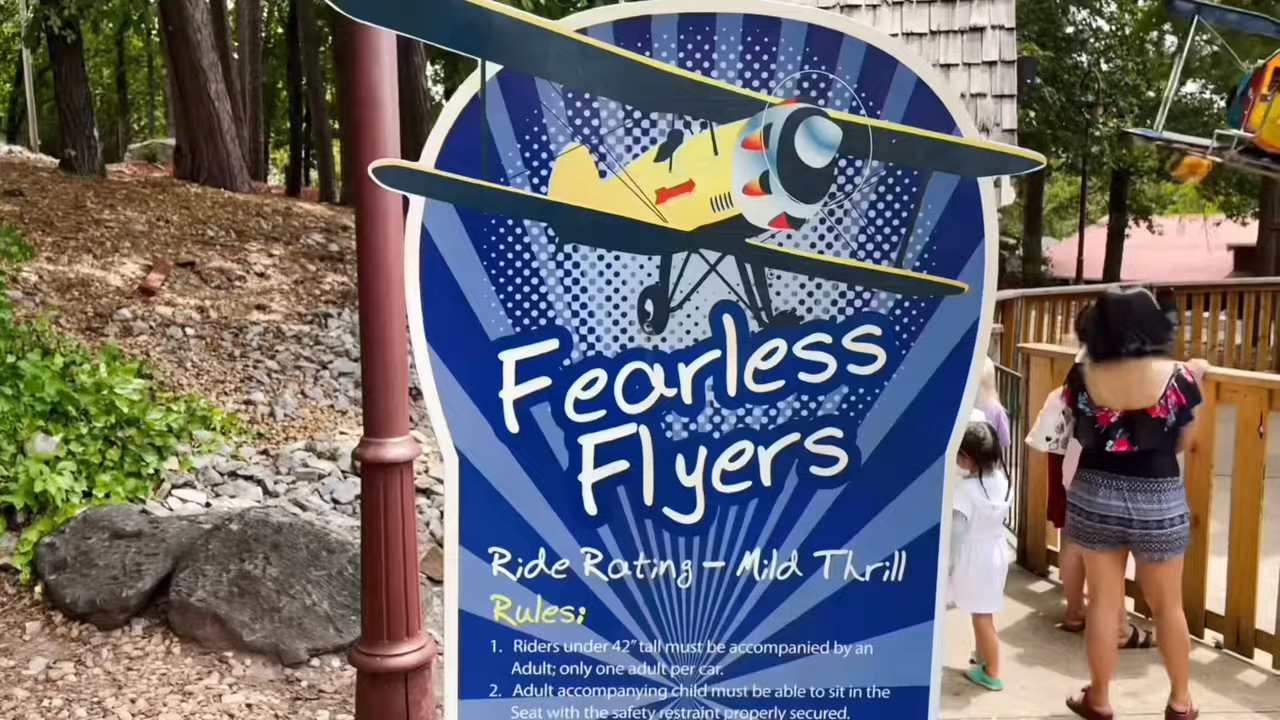 Fearless
Flyers
Ride Rating – Mild Thrill
Rules:
1. Riders under 42" tall must be accompanied by an
Adult; only one adult per car.
2. Adult accompanying child must be able to sit in the
Seat with the safety restraint properly secured.